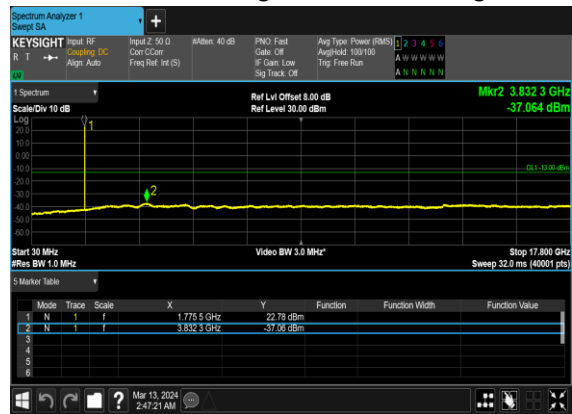 Spectrum Analyzer 1
Swept SA
+
KEYSIGHT Input: RF Input Z: 50 Ω #Atten: 40 dB PNO: Fast Avg Type: Power (RMS) 1 2 3 4 5 6
R T Coupling: DC Corr CCorr Gate: Off Avg|Hold: 100/100 A W W W W W
Align: Auto Freq Ref: Int (S) IF Gain: Low Trig: Free Run
Sig Track: Off A N N N N N
LW
1 Spectrum Ref Lvl Offset 8.00 dB Mkr2 3.832 3 GHz
Scale/Div 10 dB Ref Level 30.00 dBm -37.064 dBm
Log
1
20.0
10.0
0.00
-10.0
DL1 -13.00 dBm
-20.0
2
-30.0
-40.0
-50.0
-60.0
Start 30 MHz Video BW 3.0 MHz* Stop 17.800 GHz
#Res BW 1.0 MHz Sweep 32.0 ms (40001 pts)
5 Marker Table
Mode Trace Scale X Y Function Function Width Function Value
1 N 1 f 1.775 5 GHz 22.78 dBm
2 N 1 f 3.832 3 GHz -37.06 dBm
3
4
5
6
? Mar 13, 2024
2:47:21 AM